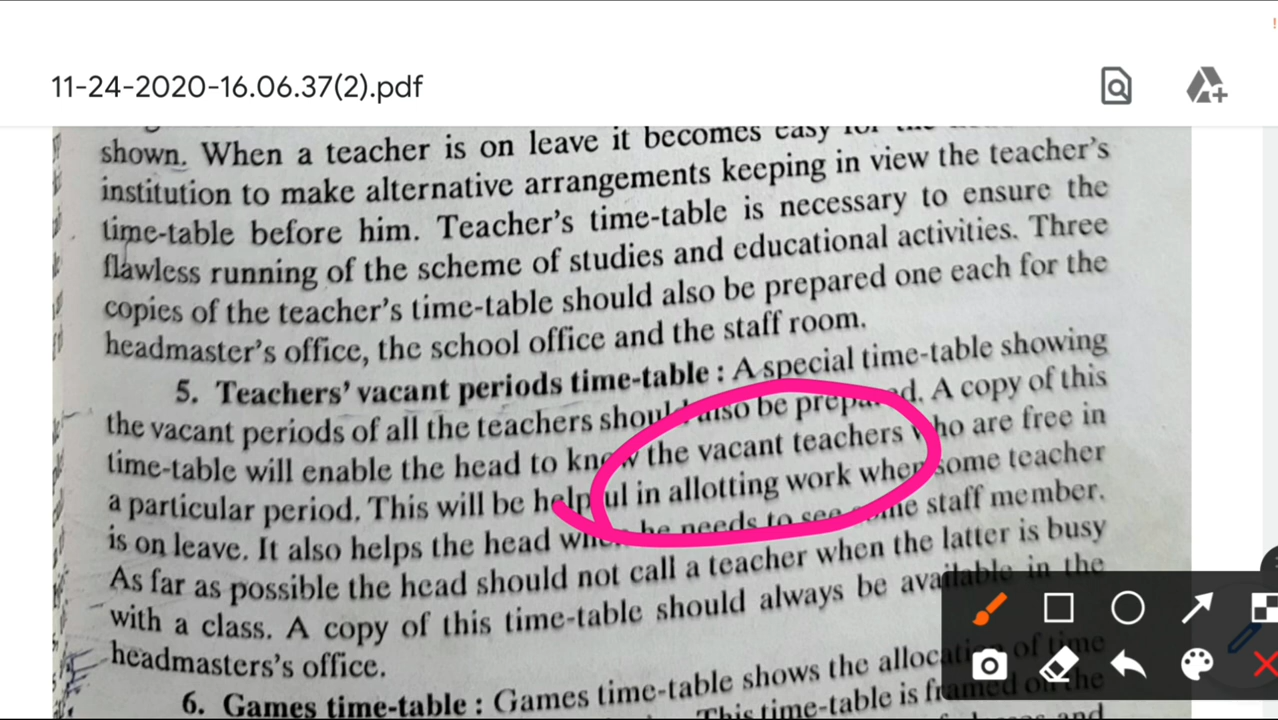 11-24-2020-16.06.37(2).pdf
shown. When a teacher is on leave it becomes easy
institution to make alternative arrangements keeping in view the teacher's
time-table before him. Teacher's time-table is necessary to ensure the
flawless running of the scheme of studies and educational activities. Three
copies of the teacher's time-table should also be prepared one each for the
headmaster's office, the school office and the staff room.
5. Teachers' vacant periods time-table : A special time-table showing
the vacant periods of all the teachers should also be prepared. A copy of this
time-table will enable the head to know the vacant teachers who are free in
a particular period. This will be helpful in allotting work when some teacher
is on leave. It also helps the head when he needs to see some staff member.
As far as possible the head should not call a teacher when the latter is busy
with a class. A copy of this time-table should always be available in the
headmasters's office.
6. Games time-table : Games time-table shows the allocation of time
This time-table is framed on the
and